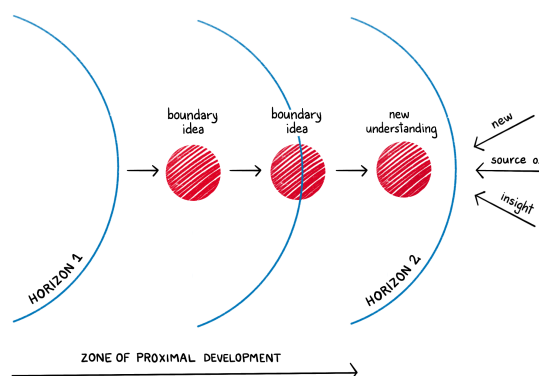 boundary
idea
boundary
idea
new
understanding
new
source o
insight
HORIZON 1
HORIZON 2
ZONE OF PROXIMAL DEVELOPMENT